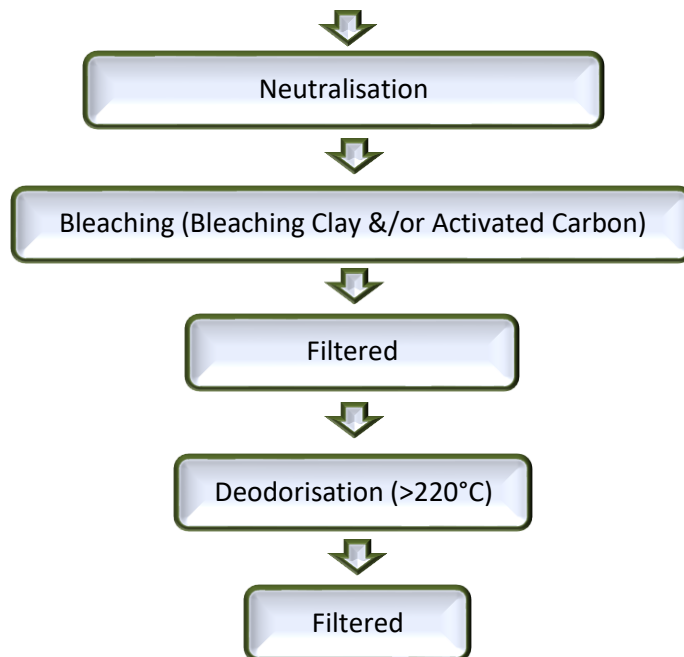 Neutralisation
Bleaching (Bleaching Clay &/or Activated Carbon)
Filtered
Deodorisation (>220°C)
Filtered